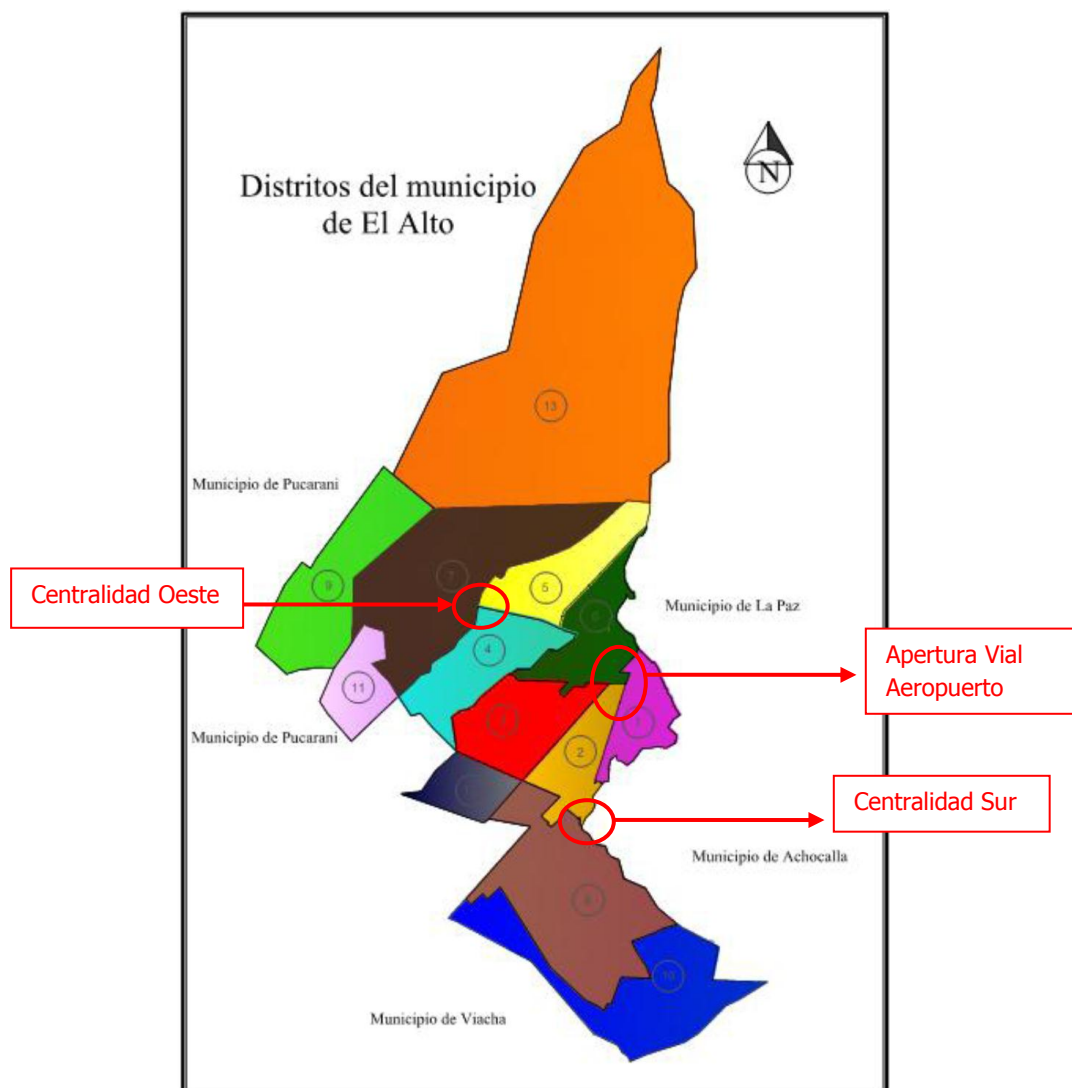 Distritos del municipio
de El Alto
N
13
Municipio de Pucarani
9
7
5
Centralidad Oeste
6
Municipio de La Paz
4
Apertura Vial
Aeropuerto
11
3
1
Municipio de Pucarani
2
Centralidad Sur
Municipio de Achocalla
8
10
Municipio de Viacha